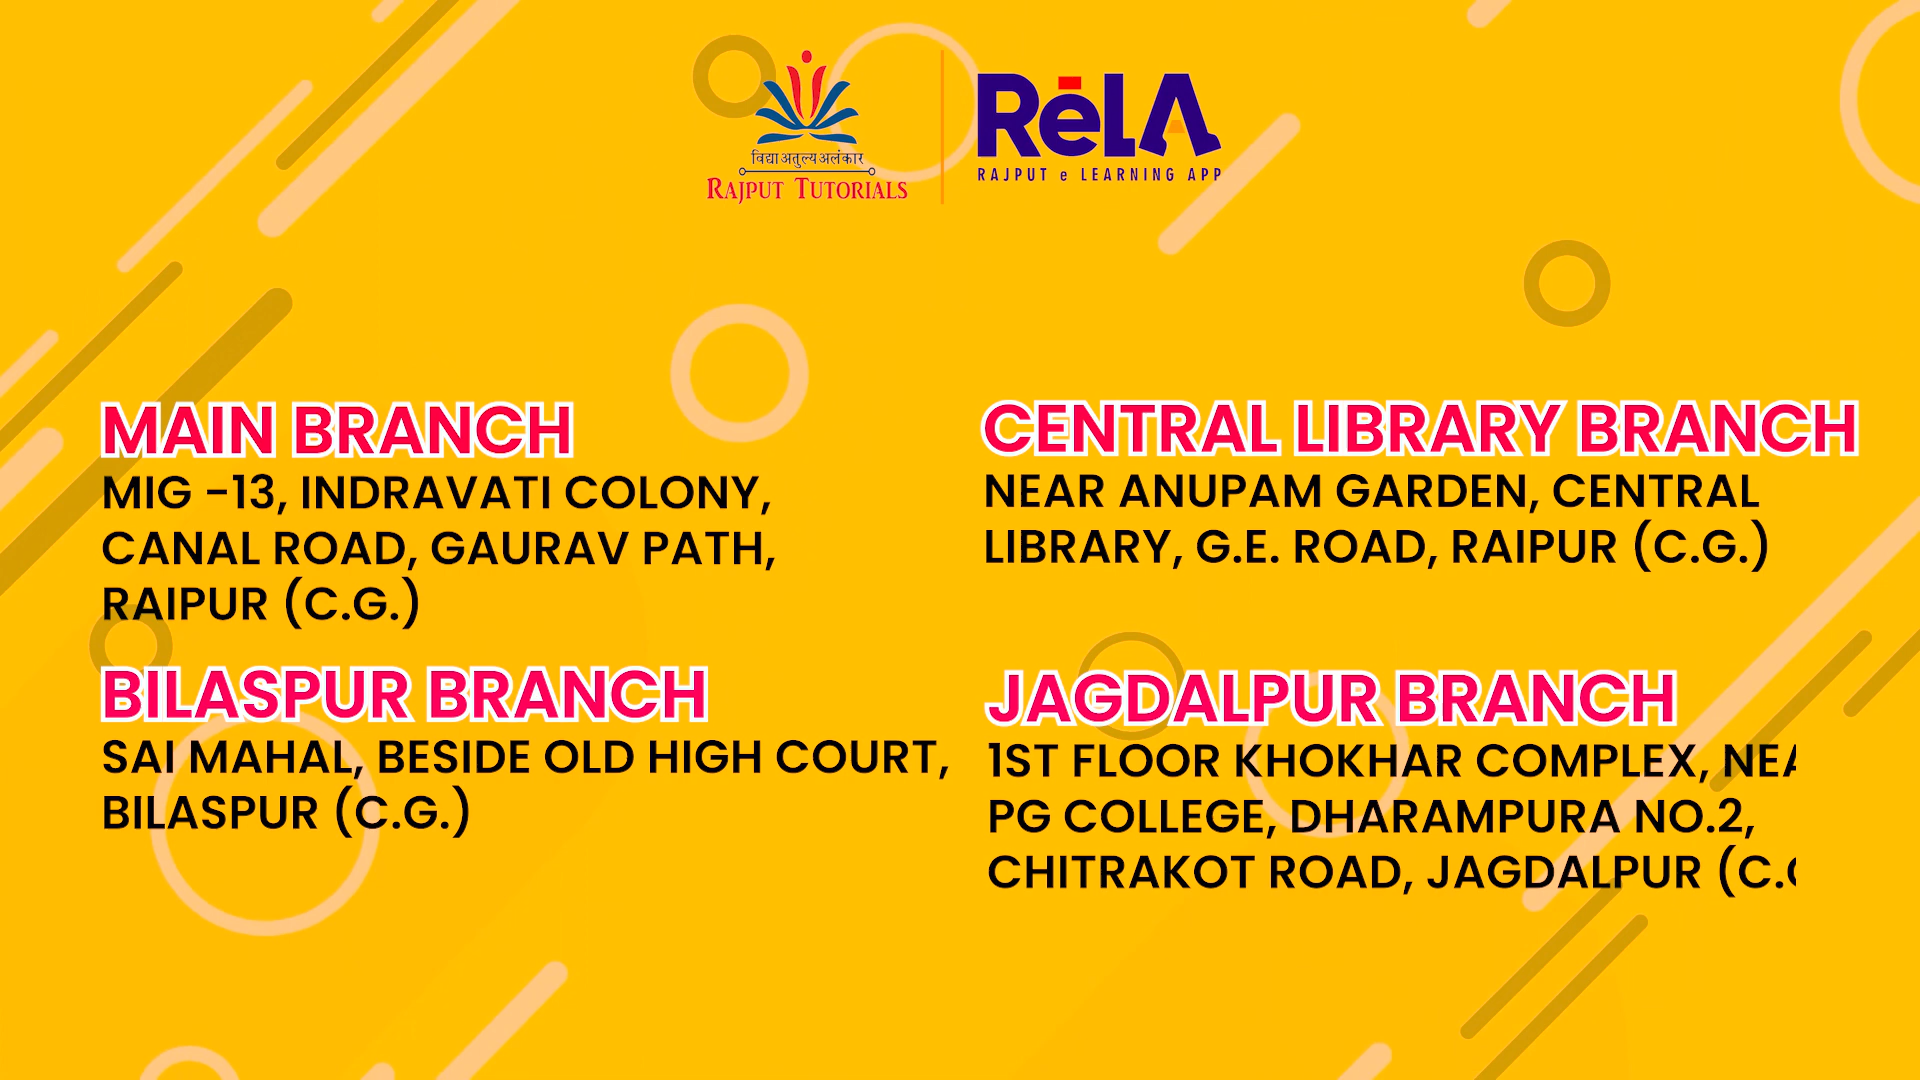 विद्या अतुल्य अलंकार
RAJPUT TUTORIALS
RēLA
RAJPUT e LEARNING APP
MAIN BRANCH
MIG -13, INDRAVATI COLONY,
CANAL ROAD, GAURAV PATH,
RAIPUR (C.G.)
CENTRAL LIBRARY BRANCH
NEAR ANUPAM GARDEN, CENTRAL
LIBRARY, G.E. ROAD, RAIPUR (C.G.)
BILASPUR BRANCH
SAI MAHAL, BESIDE OLD HIGH COURT,
BILASPUR (C.G.)
JAGDALPUR BRANCH
1ST FLOOR KHOKHAR COMPLEX,
PG COLLEGE, DHARAMPURA NO.2,
CHITRAKOT ROAD, JAGDALPUR